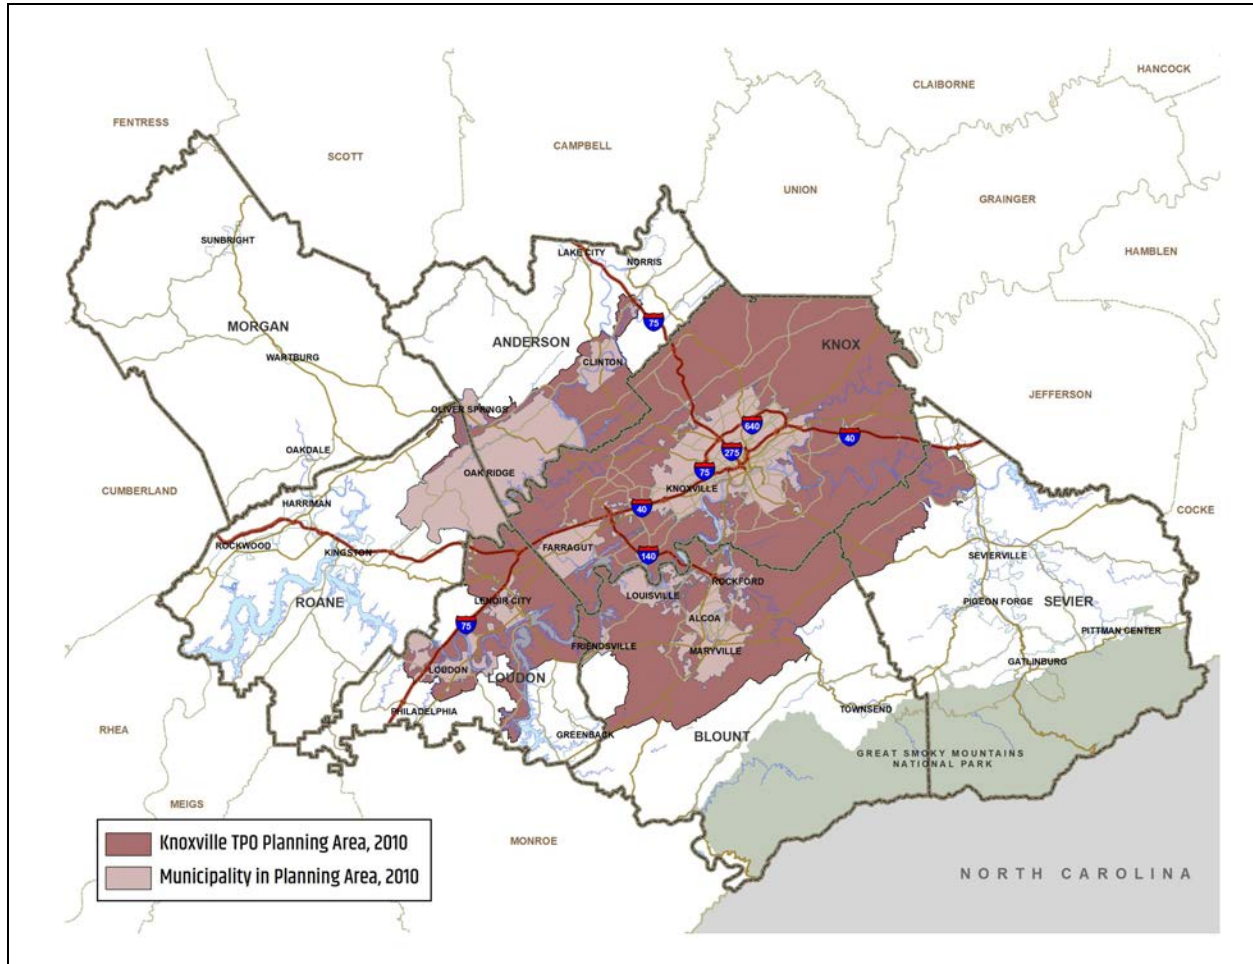 HANCOCK
CLAIBORNE
FENTRESS
SCOTT
CAMPBELL
UNION
GRAINGER
HAMBLEN
SUNBRIGHT
LAKE CITY
NORRIS
MORGAN
ANDERSON
75
KNOX
WARTBURG
CLINTON
JEFFERSON
OLIVER SPRINGS
640
40
275
OAKDALE
OAK RIDGE
75
CUMBERLAND
KNOXVILLE
HARRIMAN
40
COCKE
ROCKWOOD
KINGSTON
FARRAGUT
140
SEVIERVILLE
ROCKFORD
LOUISVILLE
ROANE
LENOIR CITY
PIGEON FORGE
SEVIER
75
ALCOA
PITTMAN CENTER
FRIENDSVILLE
MARYVILLE
GATLINBURG
LOUDON
LOUDON
PHILADELPHIA
TOWNSEND
RHEA
GREENBACK
BLOUNT
GREAT SMOKY MOUNTAINS
NATIONAL PARK
MEIGS
MONROE
Knoxville TPO Planning Area, 2010
Municipality in Planning Area, 2010
NORTH CAROLINA